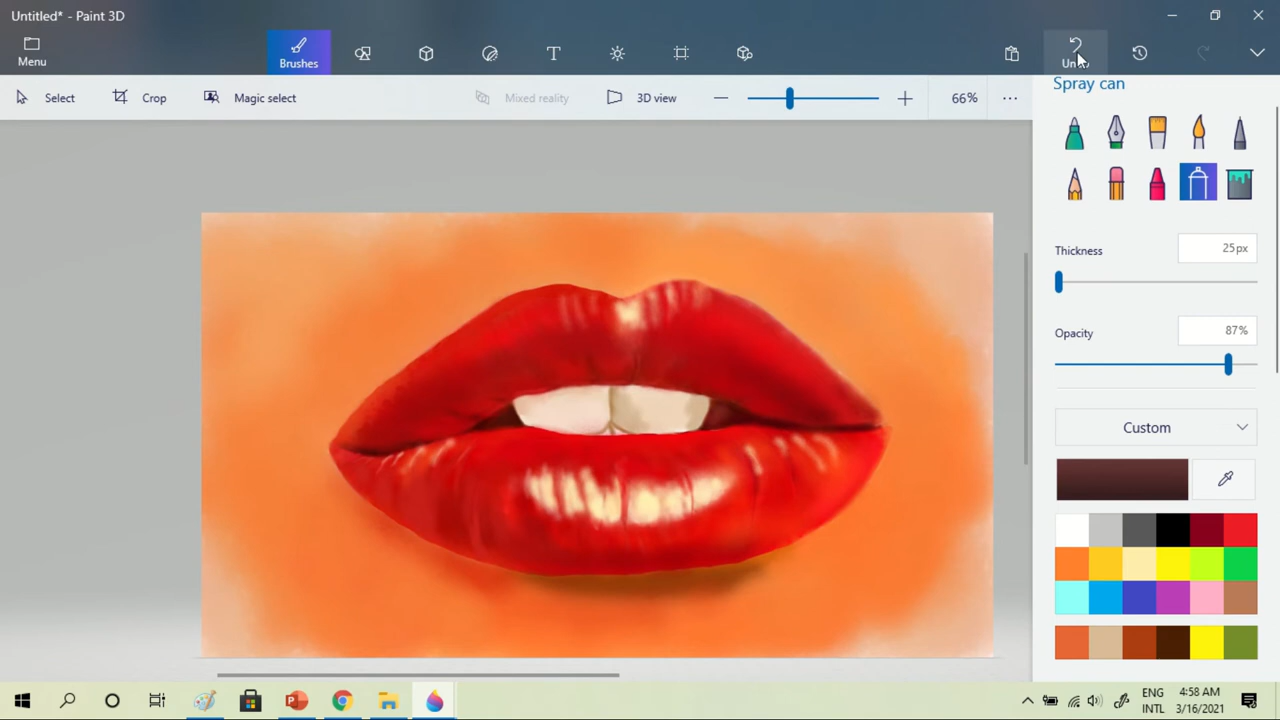 Untitled* - Paint 3D
Menu
Brushes
Undo
Select
Crop
Magic select
Mixed reality
3D view
66%
Spray can
Thickness
25px
Opacity
87%
Custom
ENG
INTL
4:58 AM
3/16/2021